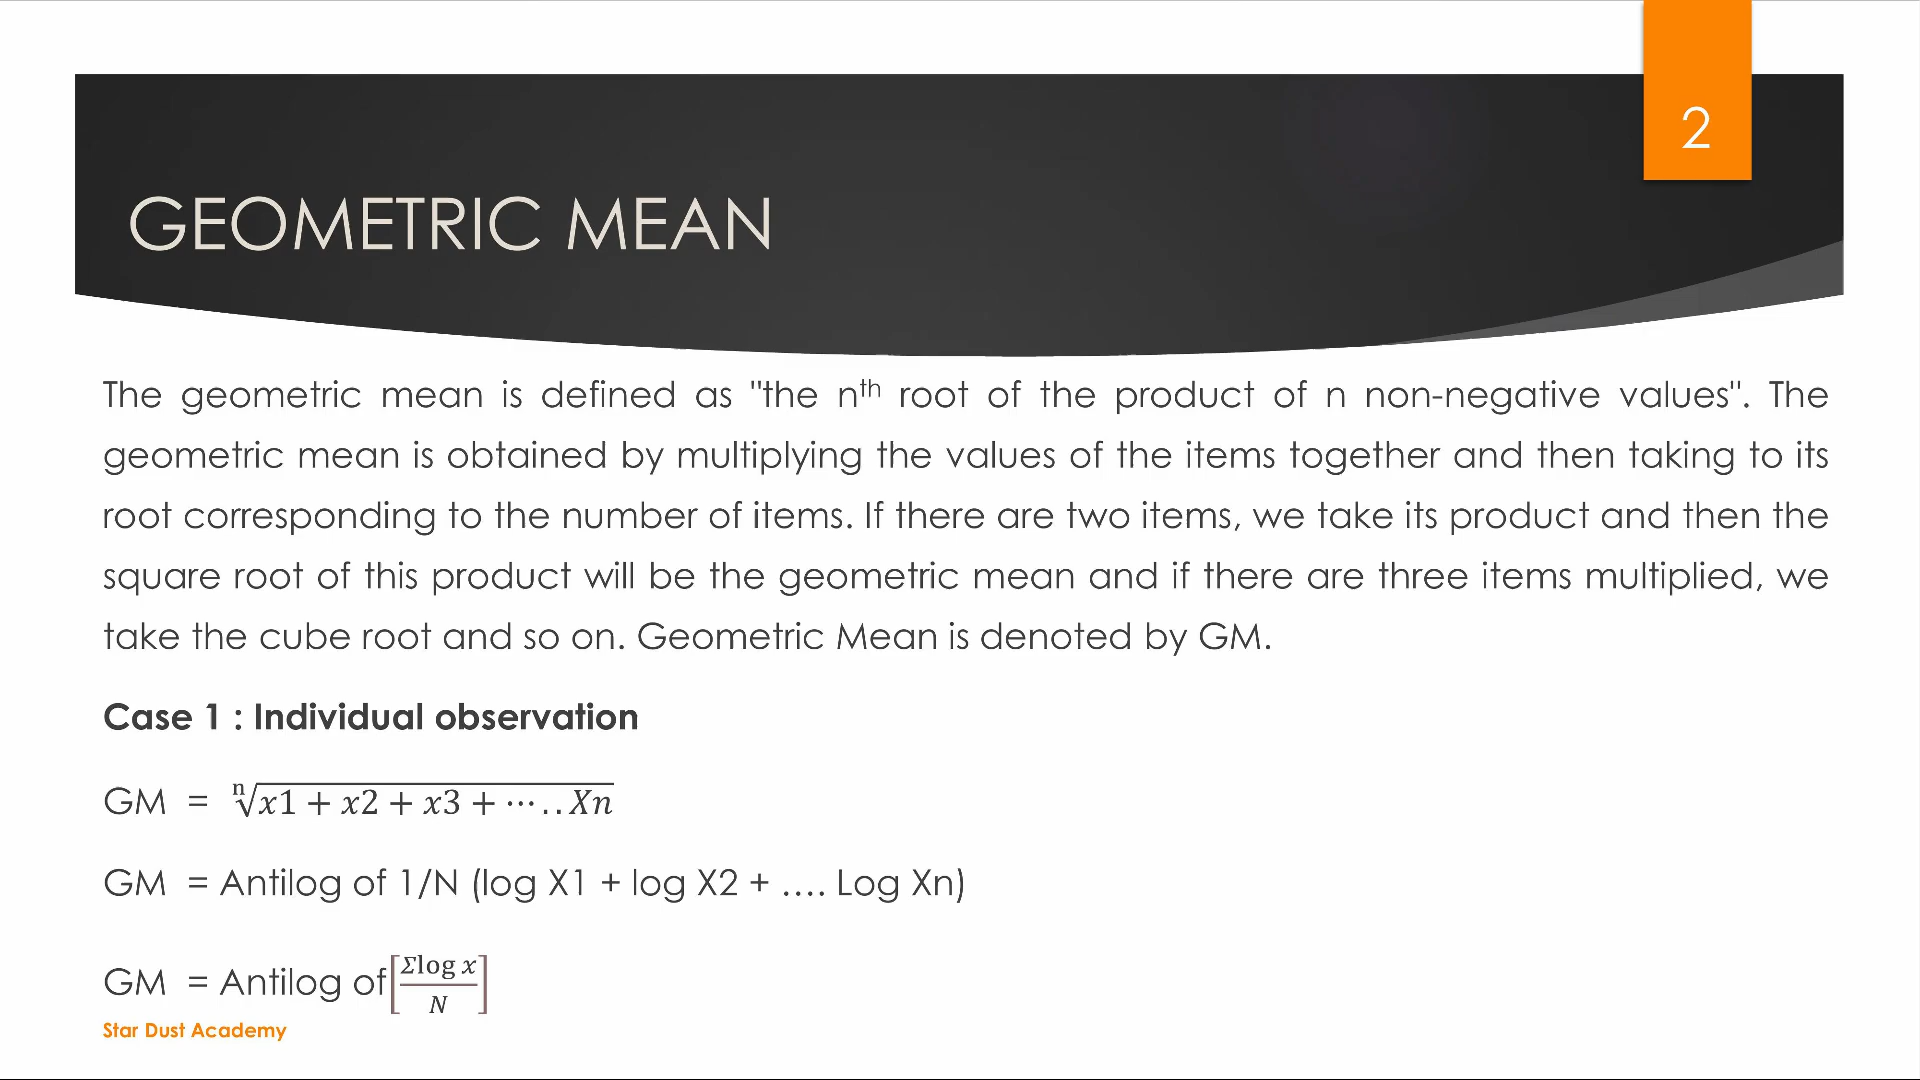 2
GEOMETRIC MEAN
The geometric mean is defined as "the nth root of the product of n non-negative values". The
geometric mean is obtained by multiplying the values of the items together and then taking to its
root corresponding to the number of items. If there are two items, we take its product and then the
square root of this product will be the geometric mean and if there are three items multiplied, we
take the cube root and so on. Geometric Mean is denoted by GM.
Case 1 : Individual observation
GM = ⁿ√x1 + x2 + x3 + ⋯ . . Xn
GM = Antilog of 1/N (log X1 + log X2 + .... Log Xn)
GM = Antilog of [Σlog x / N]
Star Dust Academy